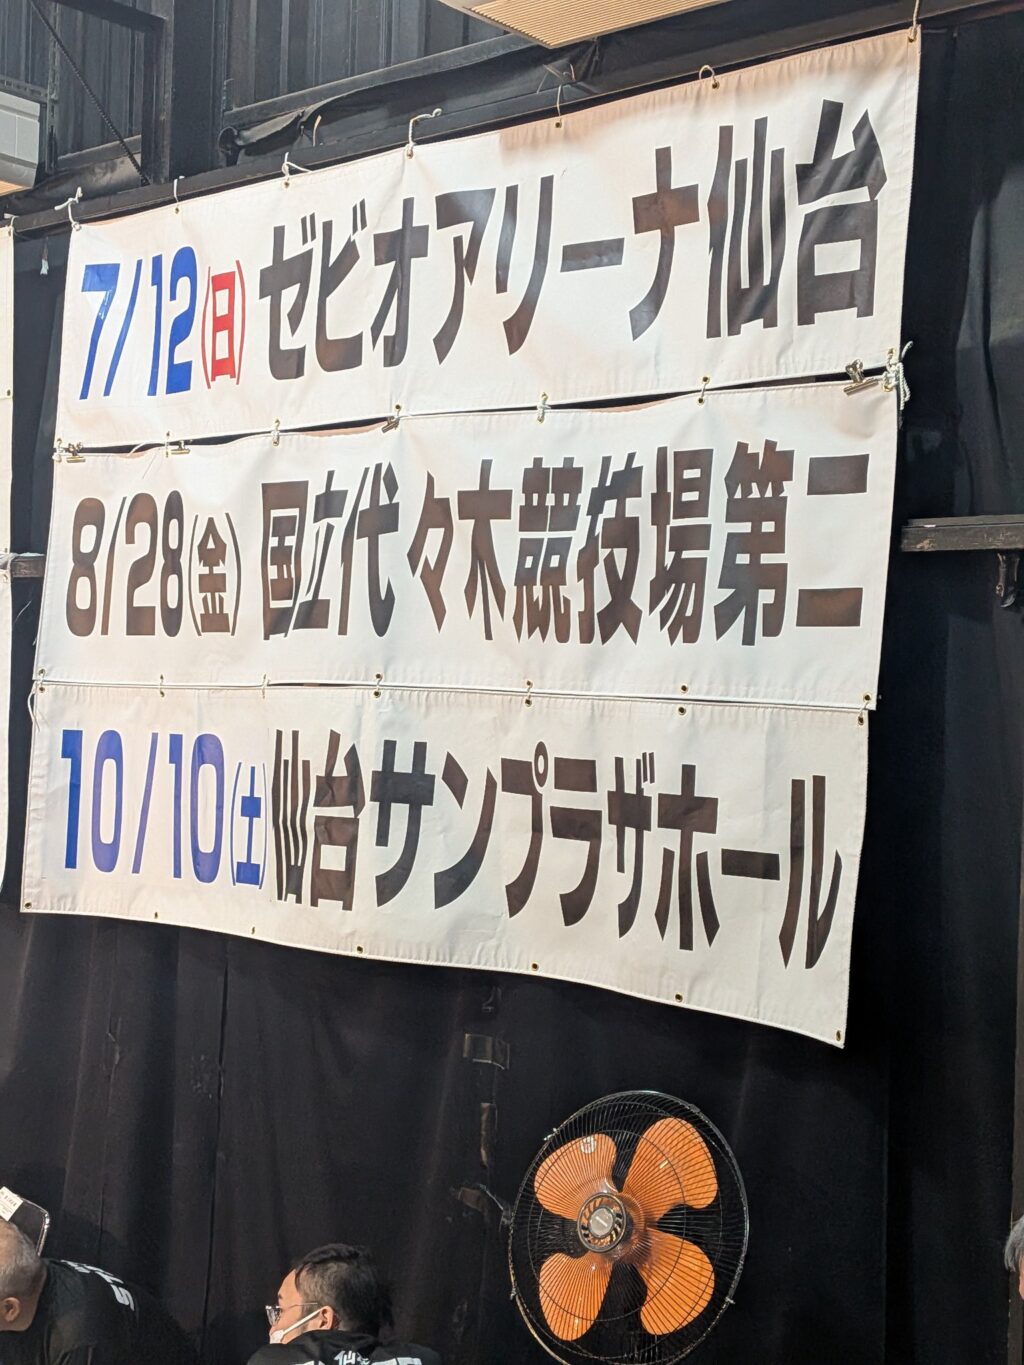 7/12(日) ゼビオアリーナ仙台
8/28(金) 国立代々木競技場第二
10/10(土) 仙台サンプラザホール